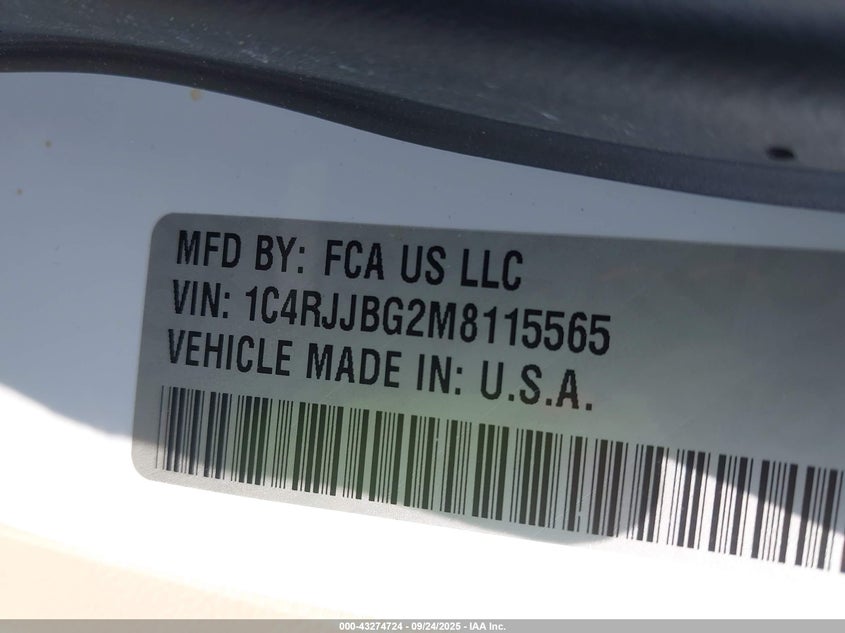 MFD BY: FCA US LLC
VIN: 1C4RJJBG2M8115565
VEHICLE MADE IN: U.S.A.
000-43274724 - 09/24/2025 - IAA Inc.